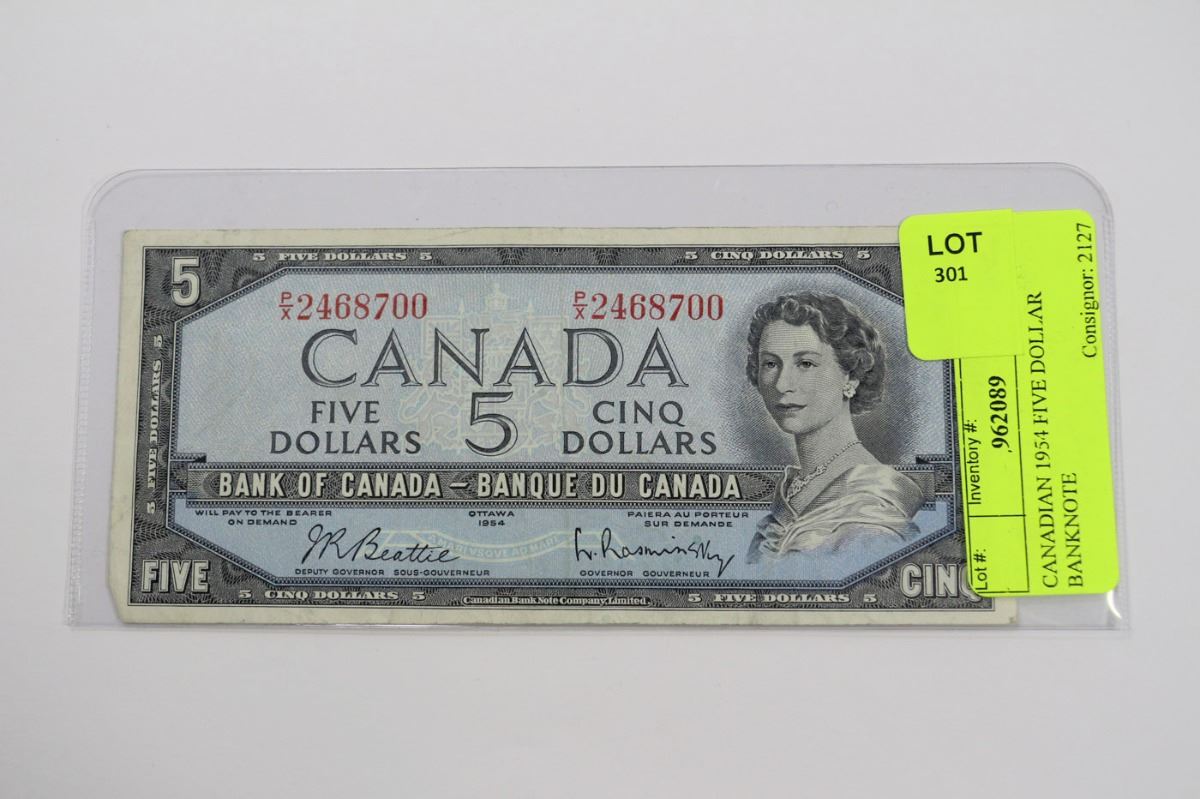 5 FIVE DOLLARS 5
5 CINQ DOLLARS 5
5
P/X 2468700
P/X 2468700
CANADA
FIVE DOLLARS
5
CINQ DOLLARS
BANK OF CANADA – BANQUE DU CANADA
WILL PAY TO THE BEARER ON DEMAND
OTTAWA 1954
PAIERA AU PORTEUR SUR DEMANDE
JR Beattie
L. Rasminsky
DEPUTY GOVERNOR SOUS-GOUVERNEUR
GOVERNOR GOUVERNEUR
FIVE
CINQ
5 CINQ DOLLARS 5
Canadian Bank Note Company, Limited
5 FIVE DOLLARS 5
5 FIVE DOLLARS 5
LOT
301
Lot #:
Inventory #:
,962089
CANADIAN 1954 FIVE DOLLAR
BANKNOTE
Consignor: 2127